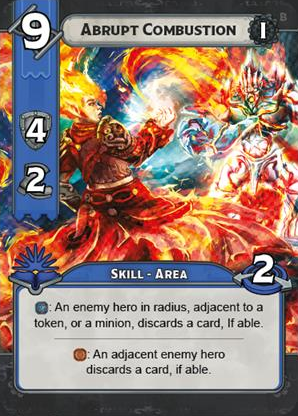 9
ABRUPT COMBUSTION
I
B
4
2
SKILL - AREA
2
: An enemy hero in radius, adjacent to a
token, or a minion, discards a card, If able.
: An adjacent enemy hero
discards a card, if able.